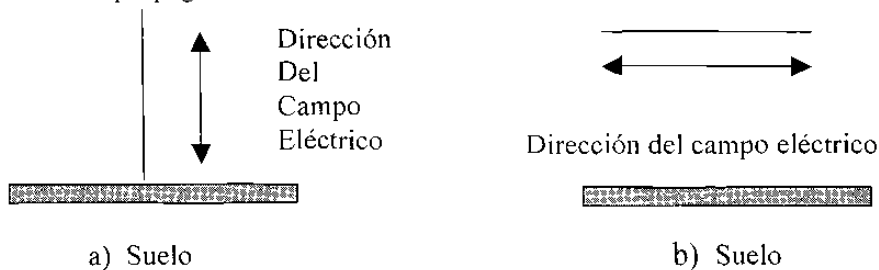 Dirección
Del
Campo
Eléctrico
a) Suelo
Dirección del campo eléctrico
b) Suelo